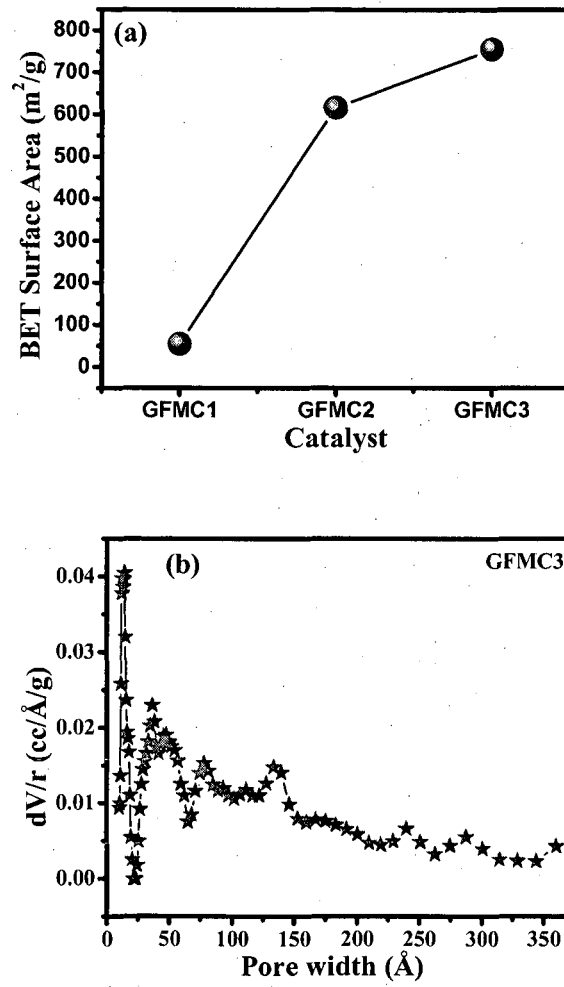 (a)
BET Surface Area (m²/g)
800
700
600
500
400
300
200
100
0
GFMC1 GFMC2 GFMC3
Catalyst
(b)
GFMC3
dV/r (cc/Å/g)
0.04
0.03
0.02
0.01
0.00
0 50 100 150 200 250 300 350
Pore width (Å)